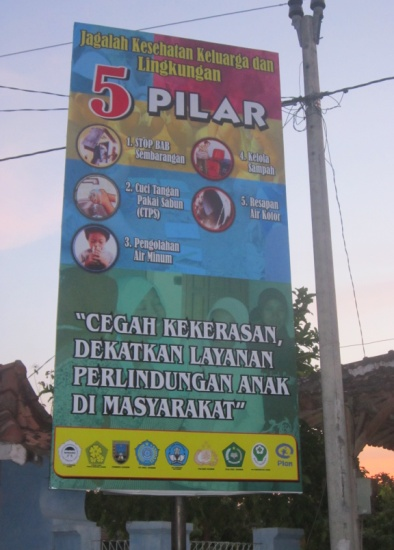 Jagalah Kesehatan Keluarga dan
Lingkungan
5 PILAR
1. STOP BAB
Sembarangan
2. Cuci Tangan
Pakai Sabun
(CTPS)
3. Pengolahan
Air Minum
4. Kelola
Sampah
5. Resapan
Air Kotor
"CEGAH KEKERASAN,
DEKATKAN LAYANAN
PERLINDUNGAN ANAK
DI MASYARAKAT"